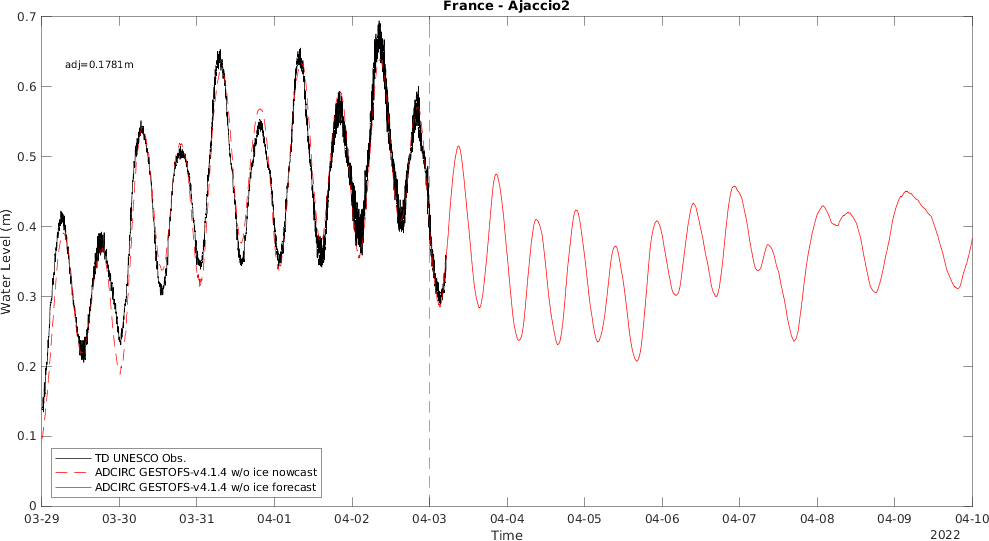 France - Ajaccio2
adj=0.1781m
0.7
0.6
0.5
0.4
0.3
0.2
0.1
0
Water Level (m)
TD UNESCO Obs.
ADCIRC GESTOFS-v4.1.4 w/o ice nowcast
ADCIRC GESTOFS-v4.1.4 w/o ice forecast
03-29 03-30 03-31 04-01 04-02 04-03 04-04 04-05 04-06 04-07 04-08 04-09 04-10
Time
2022